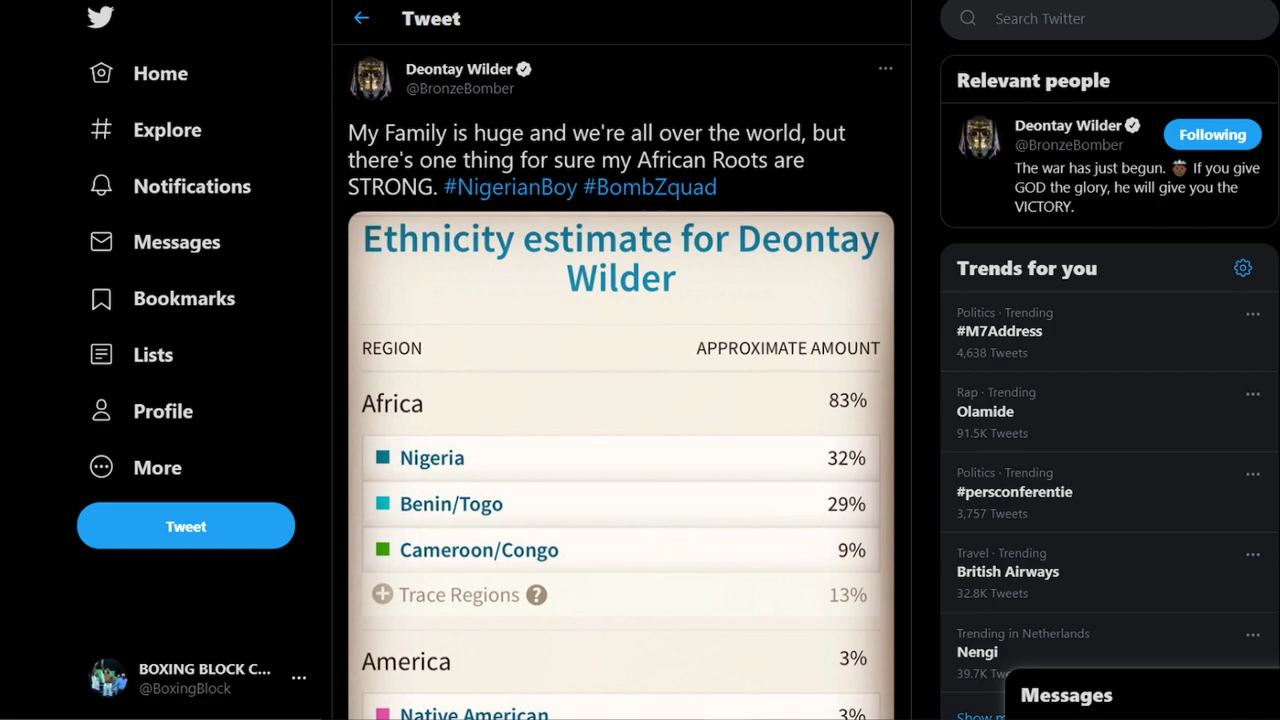 Home
Explore
Notifications
Messages
Bookmarks
Lists
Profile
More
Tweet
BOXING BLOCK C...
@BoxingBlock
Tweet
Deontay Wilder
@BronzeBomber
My Family is huge and we're all over the world, but
there's one thing for sure my African Roots are
STRONG. #NigerianBoy #BombZquad
Ethnicity estimate for Deontay
Wilder
REGION APPROXIMATE AMOUNT
Africa 83%
Nigeria 32%
Benin/Togo 29%
Cameroon/Congo 9%
Trace Regions ? 13%
America 3%
Native American 3%
Search Twitter
Relevant people
Deontay Wilder
@BronzeBomber
Following
The war has just begun. If you give
GOD the glory, he will give you the
VICTORY.
Trends for you
Politics · Trending
#M7Address
4,638 Tweets
Rap · Trending
Olamide
91.5K Tweets
Politics · Trending
#persconferentie
3,757 Tweets
Travel · Trending
British Airways
32.8K Tweets
Trending in Netherlands
Nengi
39.7K
Show
Messages